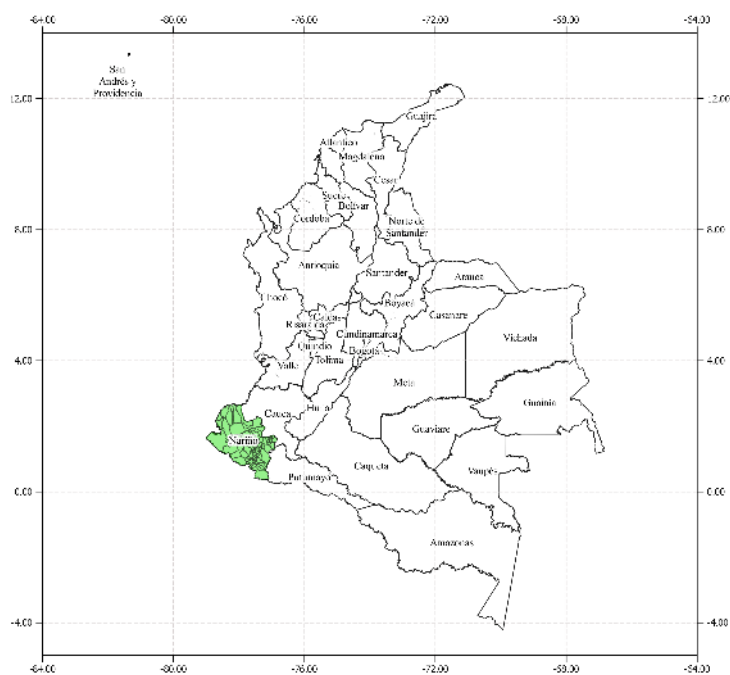 -84.00 -80.00 -76.00 -72.00 -68.00 -64.00
San
Andrés y
Providencia
12.00 12.00
Guajira
Atlántico
Magdalena
Cesar
Sucre
Bolívar
Córdoba
Norte de
Santander
8.00 8.00
Antioquia
Santander
Arauca
Chocó
Boyacá
Caldas
Casanare
Risaralda
Cundinamarca
Vichada
Quindío
Bogotá
4.00 4.00
Valle
Tolima
Meta
Guainía
Huila
Cauca
Guaviare
Nariño
Caquetá
Vaupés
Putumayo
0.00 0.00
Amazonas
-4.00 -4.00
-84.00 -80.00 -76.00 -72.00 -68.00 -64.00